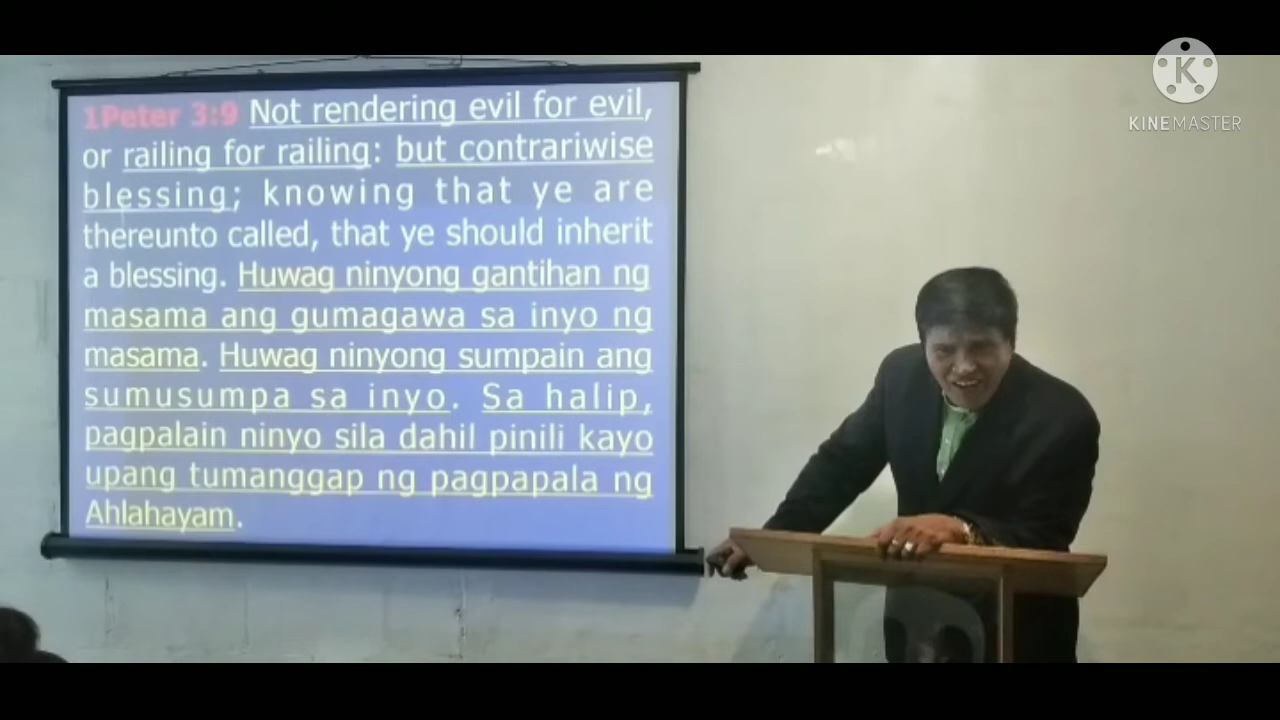 1Peter 3:9 Not rendering evil for evil,
or railing for railing: but contrariwise
blessing; knowing that ye are
thereunto called, that ye should inherit
a blessing. Huwag ninyong gantihan ng
masama ang gumagawa sa inyo ng
masama. Huwag ninyong sumpain ang
sumusumpa sa inyo. Sa halip,
pagpalain ninyo sila dahil pinili kayo
upang tumanggap ng pagpapala ng
Ahlahayam.
K
KINEMASTER